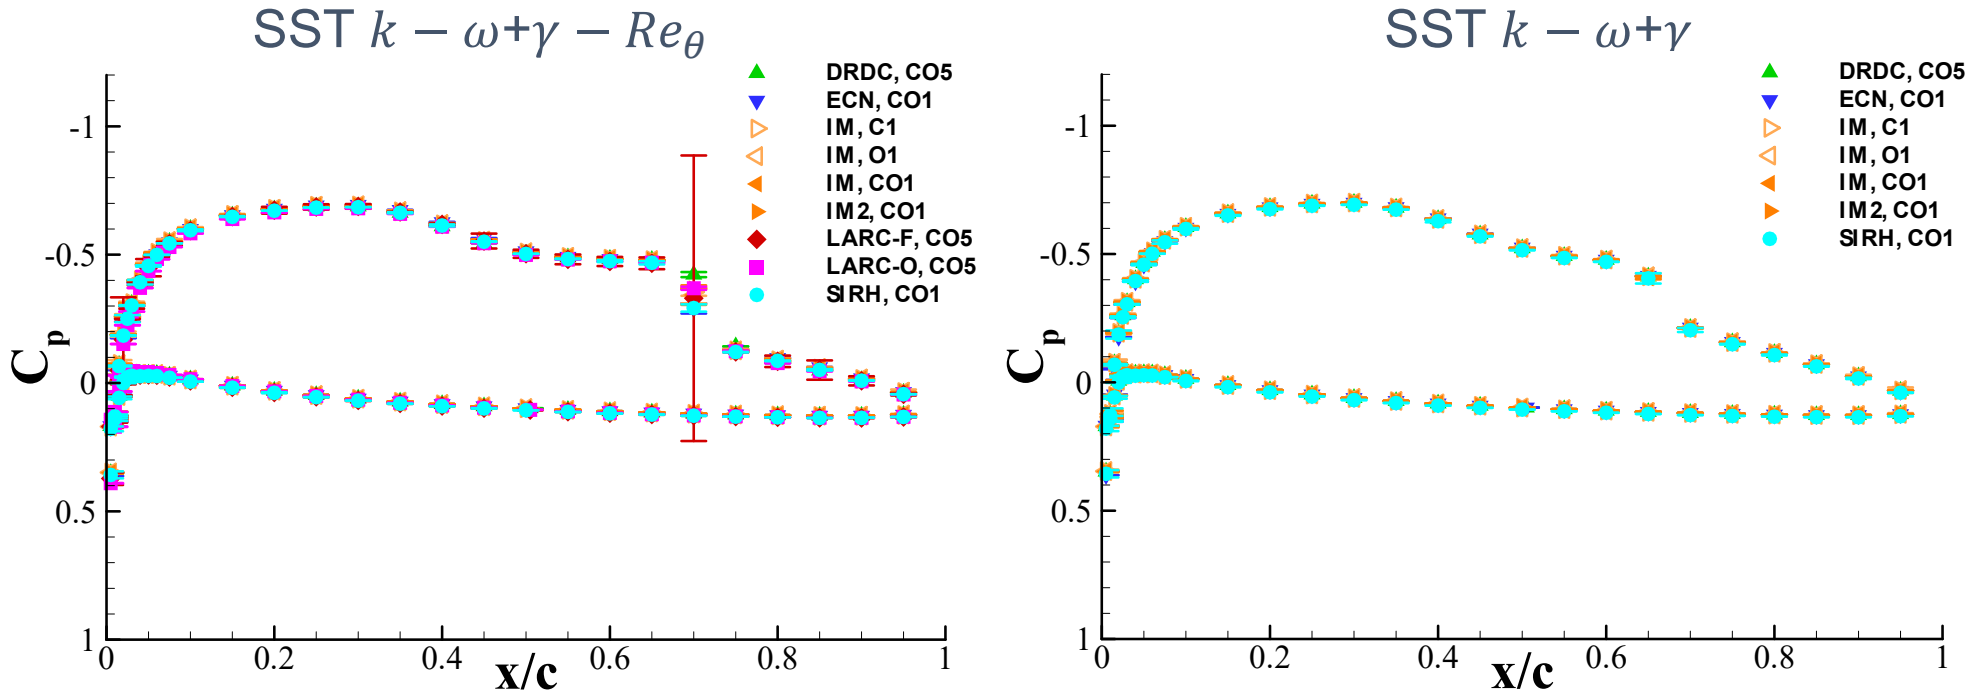 SST k − ω+γ − Reθ
-1
-0.5
0
0.5
1
Cp
0
0.2
0.4
0.6
0.8
1
x/c
DRDC, CO5
ECN, CO1
IM, C1
IM, O1
IM, CO1
IM2, CO1
LARC-F, CO5
LARC-O, CO5
SIRH, CO1
SST k − ω+γ
-1
-0.5
0
0.5
1
Cp
0
0.2
0.4
0.6
0.8
1
x/c
DRDC, CO5
ECN, CO1
IM, C1
IM, O1
IM, CO1
IM2, CO1
SIRH, CO1